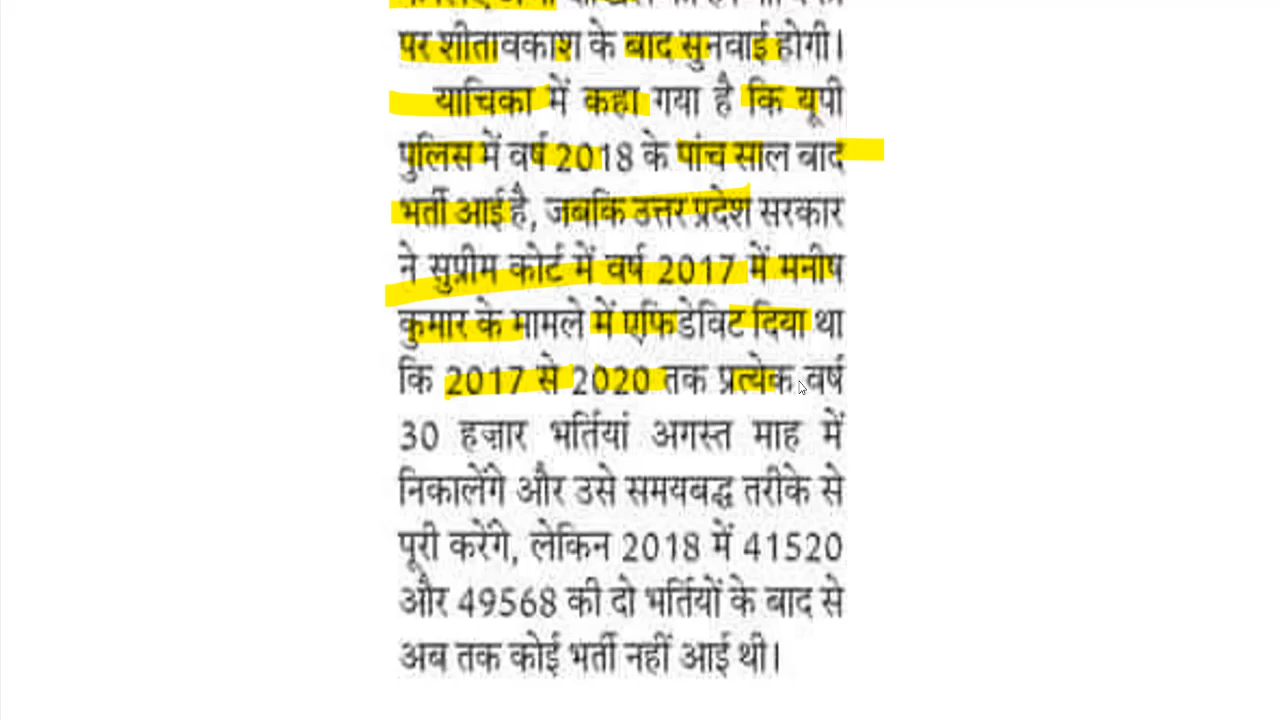 पर शीतावकाश के बाद सुनवाई होगी।
याचिका में कहा गया है कि यूपी
पुलिस में वर्ष 2018 के पांच साल बाद
भर्ती आई है, जबकि उत्तर प्रदेश सरकार
ने सुप्रीम कोर्ट में वर्ष 2017 में मनीष
कुमार के मामले में एफिडेविट दिया था
कि 2017 से 2020 तक प्रत्येक वर्ष
30 हज़ार भर्तियां अगस्त माह में
निकालेंगे और उसे समयबद्ध तरीके से
पूरी करेंगे, लेकिन 2018 में 41520
और 49568 की दो भर्तियों के बाद से
अब तक कोई भर्ती नहीं आई थी।